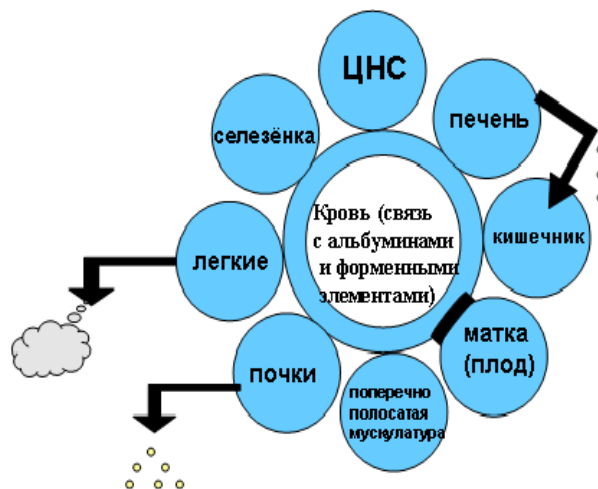 ЦНС
печень
селезёнка
Кровь (связь
с альбуминами
и форменными
элементами)
кишечник
легкие
матка
(плод)
почки
поперечно
полосатая
мускулатура